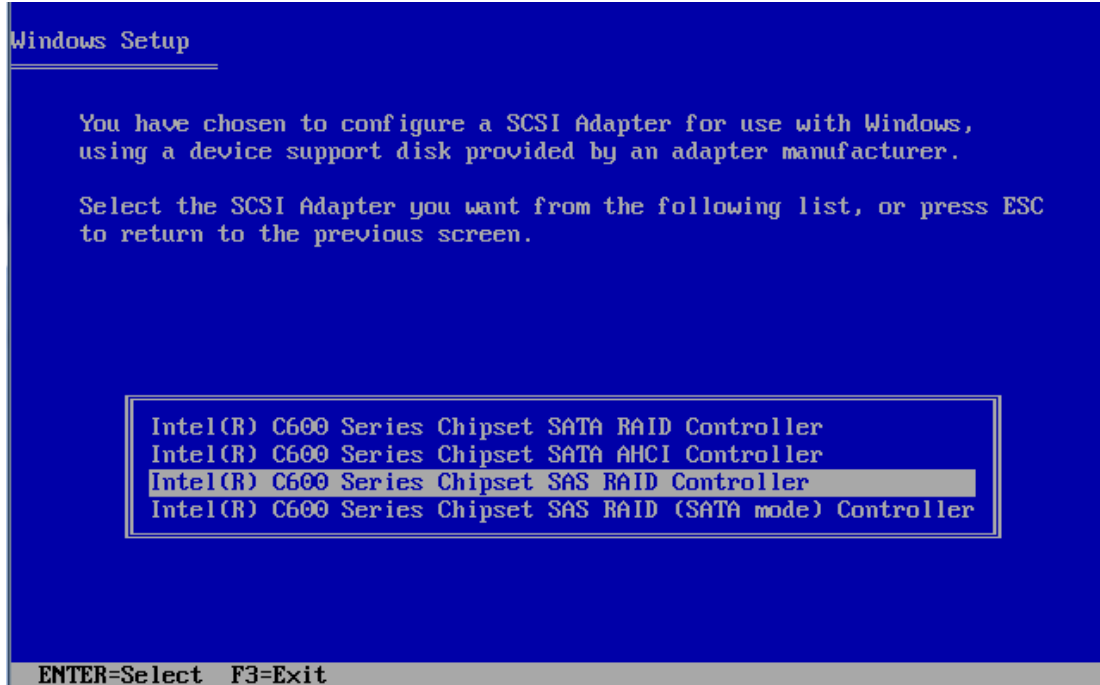 Windows Setup
You have chosen to configure a SCSI Adapter for use with Windows,
using a device support disk provided by an adapter manufacturer.
Select the SCSI Adapter you want from the following list, or press ESC
to return to the previous screen.
Intel(R) C600 Series Chipset SATA RAID Controller
Intel(R) C600 Series Chipset SATA AHCI Controller
Intel(R) C600 Series Chipset SAS RAID Controller
Intel(R) C600 Series Chipset SAS RAID (SATA mode) Controller
ENTER=Select F3=Exit